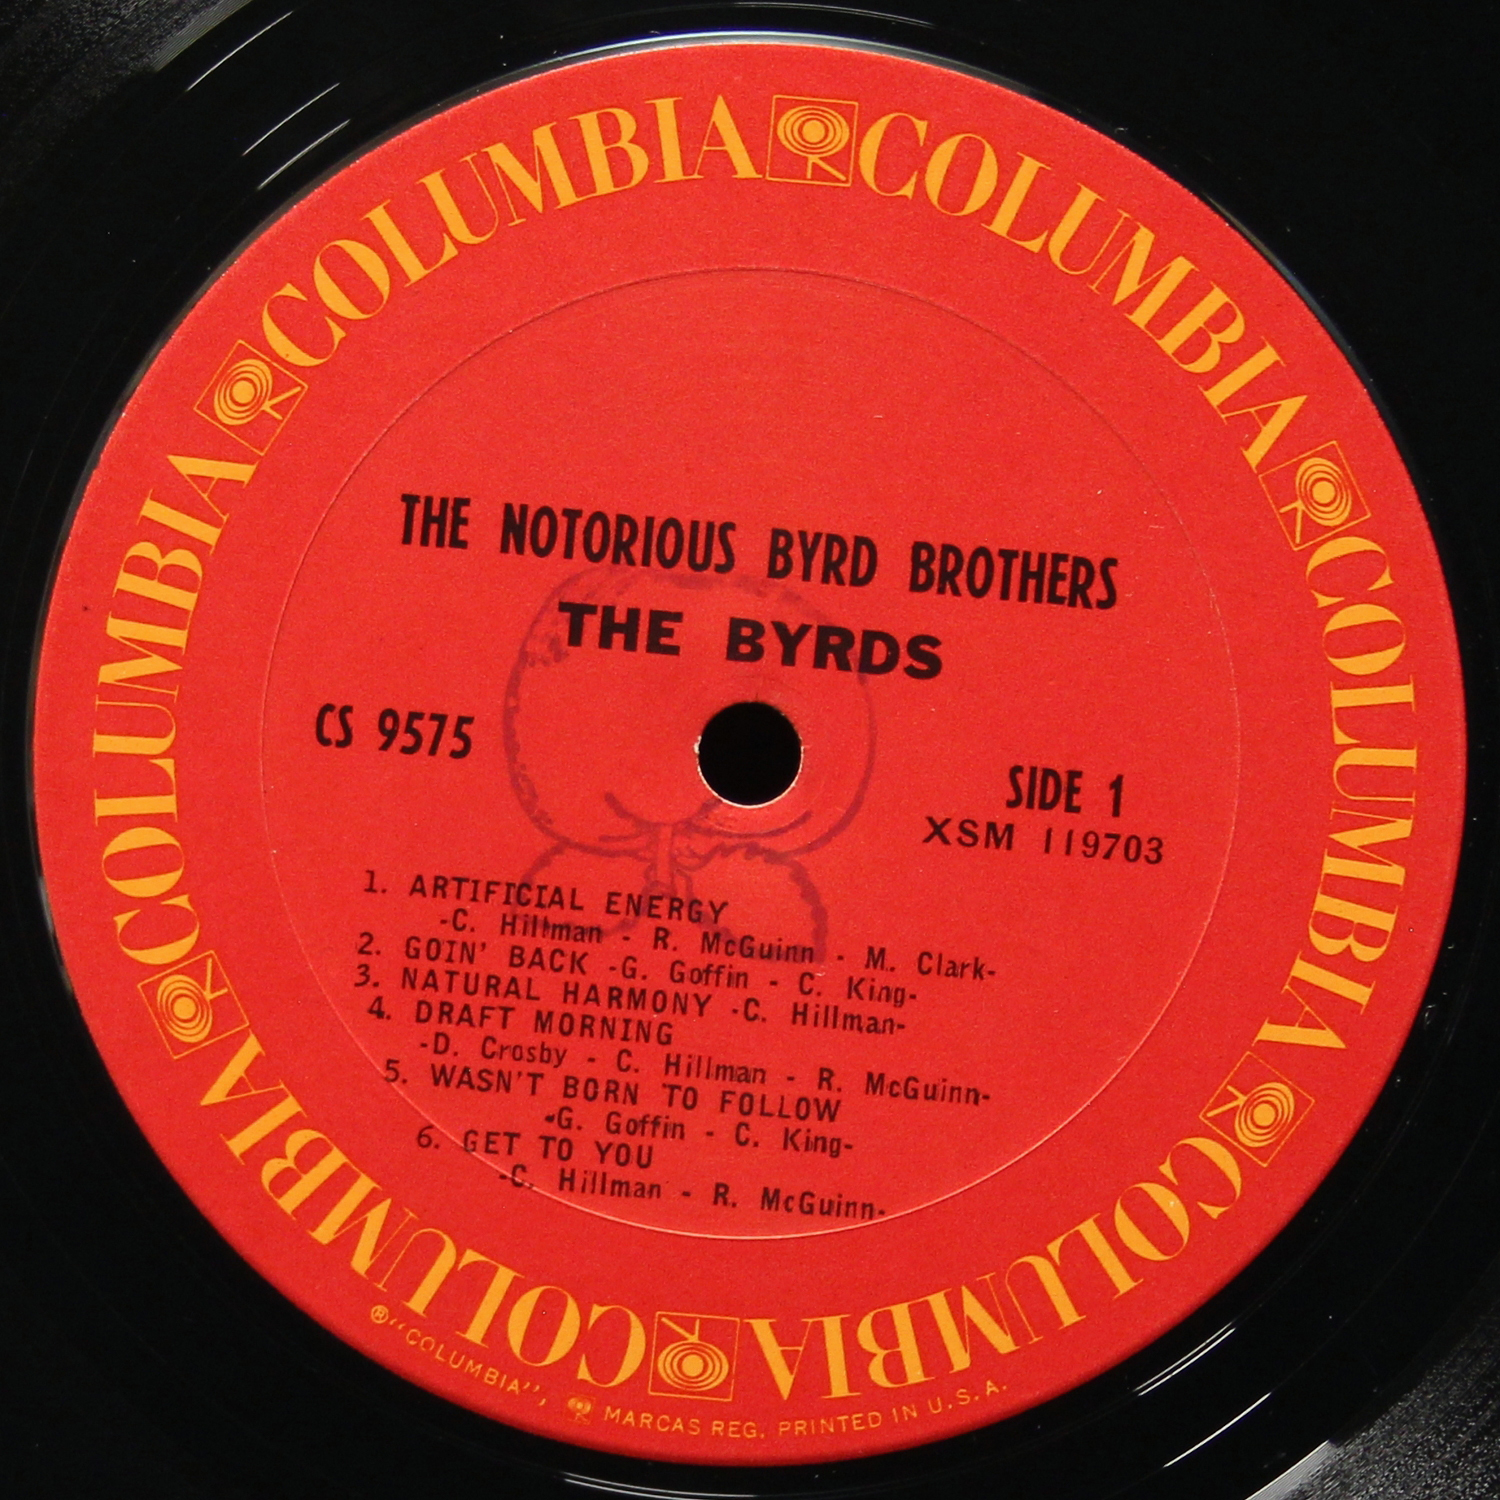 COLUMBIA COLUMBIA COLUMBIA COLUMBIA COLUMBIA COLUMBIA COLUMBIA
THE NOTORIOUS BYRD BROTHERS
THE BYRDS
CS 9575
SIDE 1
XSM 119703
1. ARTIFICIAL ENERGY
-C. Hillman - R. McGuinn - M. Clark-
2. GOIN' BACK -G. Goffin - C. King-
3. NATURAL HARMONY -C. Hillman-
4. DRAFT MORNING
-D. Crosby - C. Hillman - R. McGuinn-
5. WASN'T BORN TO FOLLOW
-G. Goffin - C. King-
6. GET TO YOU
-C. Hillman - R. McGuinn-
®"COLUMBIA", MARCAS REG. PRINTED IN U.S.A.